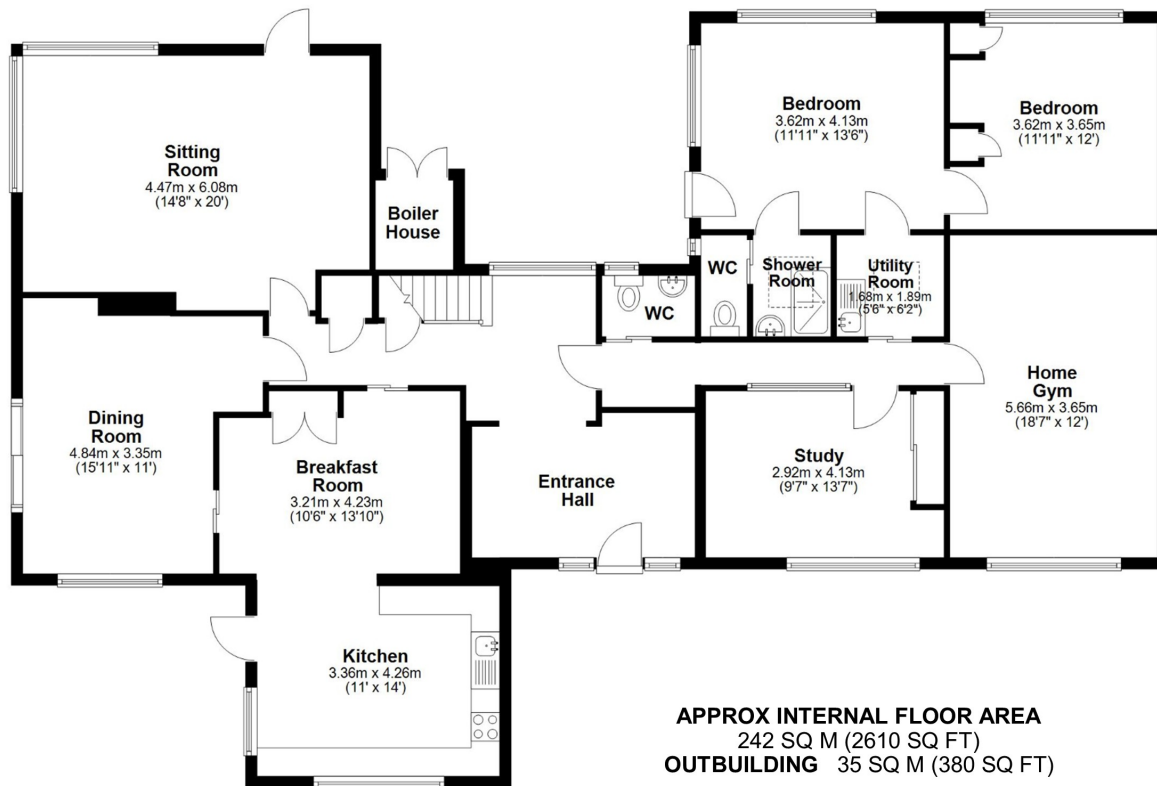 Bedroom
3.62m x 4.13m
(11'11" x 13'6")
Bedroom
3.62m x 3.65m
(11'11" x 12')
Sitting
Room
4.47m x 6.08m
(14'8" x 20')
Boiler
House
WC
WC
Shower
Room
Utility
Room
1.68m x 1.89m
(5'6" x 6'2")
Home
Gym
5.66m x 3.65m
(18'7" x 12')
Dining
Room
4.84m x 3.35m
(15'11" x 11')
Breakfast
Room
3.21m x 4.23m
(10'6" x 13'10")
Entrance
Hall
Study
2.92m x 4.13m
(9'7" x 13'7")
Kitchen
3.36m x 4.26m
(11' x 14')
APPROX INTERNAL FLOOR AREA
242 SQ M (2610 SQ FT)
OUTBUILDING 35 SQ M (380 SQ FT)